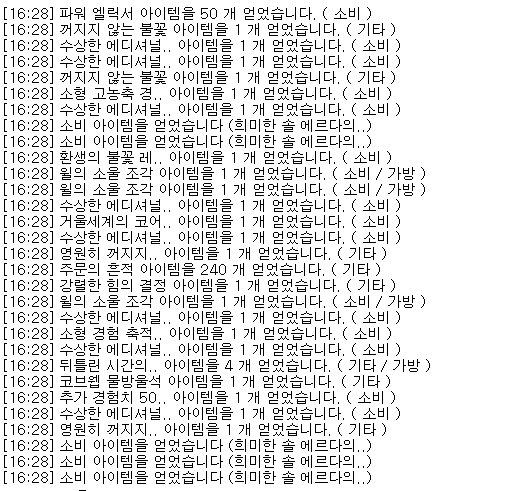 [16:28] 파워 엘릭서 아이템을 50 개 얻었습니다. ( 소비 )
[16:28] 꺼지지 않는 불꽃 아이템을 1 개 얻었습니다. ( 기타 )
[16:28] 수상한 에디셔널.. 아이템을 1 개 얻었습니다. ( 소비 )
[16:28] 수상한 에디셔널.. 아이템을 1 개 얻었습니다. ( 소비 )
[16:28] 꺼지지 않는 불꽃 아이템을 1 개 얻었습니다. ( 기타 )
[16:28] 소형 고농축 경.. 아이템을 1 개 얻었습니다. ( 소비 )
[16:28] 수상한 에디셔널.. 아이템을 1 개 얻었습니다. ( 소비 )
[16:28] 소비 아이템을 얻었습니다 (희미한 솔 에르다의..)
[16:28] 소비 아이템을 얻었습니다 (희미한 솔 에르다의..)
[16:28] 환생의 불꽃 레.. 아이템을 1 개 얻었습니다. ( 소비 )
[16:28] 윌의 소울 조각 아이템을 1 개 얻었습니다. ( 소비 / 가방 )
[16:28] 윌의 소울 조각 아이템을 1 개 얻었습니다. ( 소비 / 가방 )
[16:28] 수상한 에디셔널.. 아이템을 1 개 얻었습니다. ( 소비 )
[16:28] 거울세계의 코어.. 아이템을 1 개 얻었습니다. ( 소비 )
[16:28] 수상한 에디셔널.. 아이템을 1 개 얻었습니다. ( 소비 )
[16:28] 영원히 꺼지지.. 아이템을 1 개 얻었습니다. ( 기타 )
[16:28] 주문의 흔적 아이템을 240 개 얻었습니다. ( 기타 )
[16:28] 강렬한 힘의 결정 아이템을 1 개 얻었습니다. ( 기타 )
[16:28] 윌의 소울 조각 아이템을 1 개 얻었습니다. ( 소비 / 가방 )
[16:28] 수상한 에디셔널.. 아이템을 1 개 얻었습니다. ( 소비 )
[16:28] 소형 경험 축적.. 아이템을 1 개 얻었습니다. ( 소비 )
[16:28] 수상한 에디셔널.. 아이템을 1 개 얻었습니다. ( 소비 )
[16:28] 뒤틀린 시간의.. 아이템을 4 개 얻었습니다. ( 기타 / 가방 )
[16:28] 코브웹 물방울석 아이템을 1 개 얻었습니다. ( 기타 )
[16:28] 추가 경험치 50.. 아이템을 1 개 얻었습니다. ( 소비 )
[16:28] 수상한 에디셔널.. 아이템을 1 개 얻었습니다. ( 소비 )
[16:28] 영원히 꺼지지.. 아이템을 1 개 얻었습니다. ( 기타 )
[16:28] 소비 아이템을 얻었습니다 (희미한 솔 에르다의..)
[16:28] 소비 아이템을 얻었습니다 (희미한 솔 에르다의..)
[16:28] 소비 아이템을 얻었습니다 (희미한 솔 에르다의..)